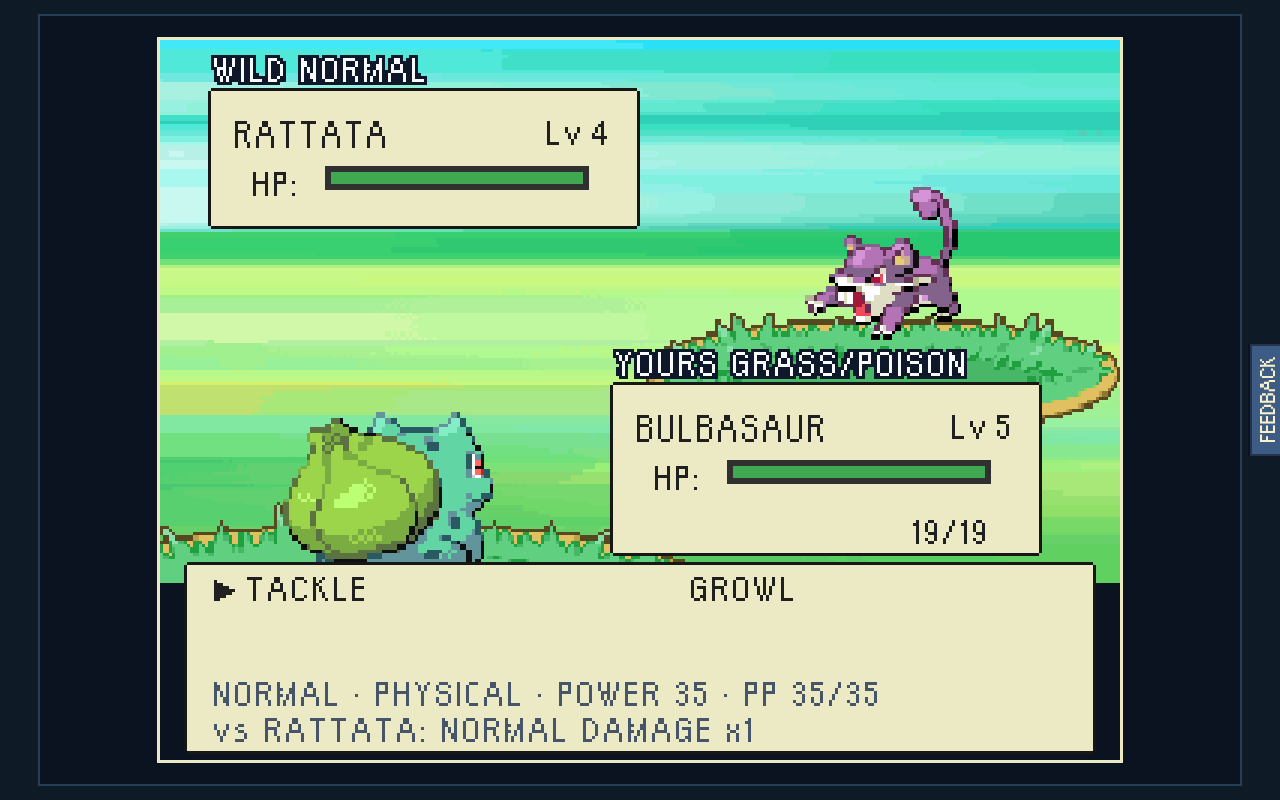 WILD NORMAL
RATTATA Lv 4
HP:
YOURS GRASS/POISON
BULBASAUR Lv 5
HP:
19/19
▶ TACKLE GROWL
NORMAL · PHYSICAL · POWER 35 · PP 35/35
vs RATTATA: NORMAL DAMAGE x1
FEEDBACK